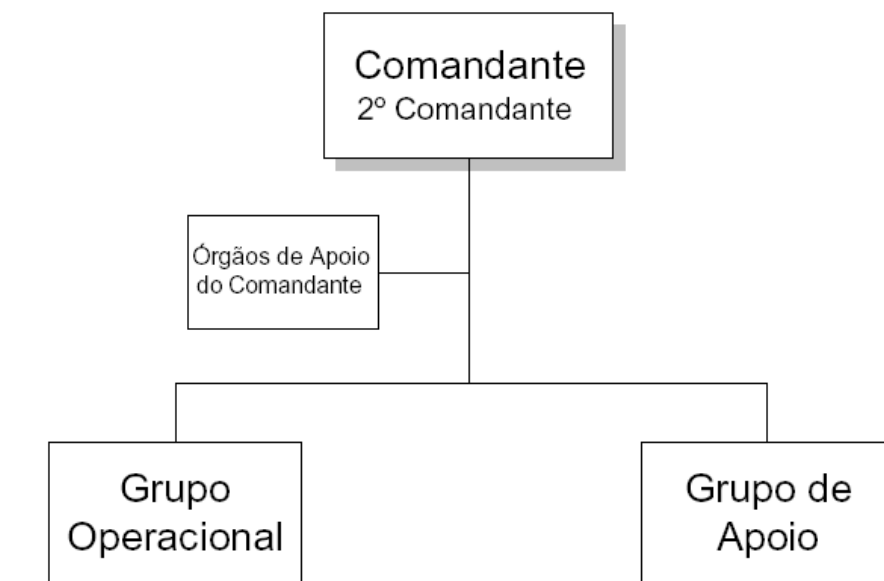 Comandante
2º Comandante
Órgãos de Apoio
do Comandante
Grupo
Operacional
Grupo de
Apoio